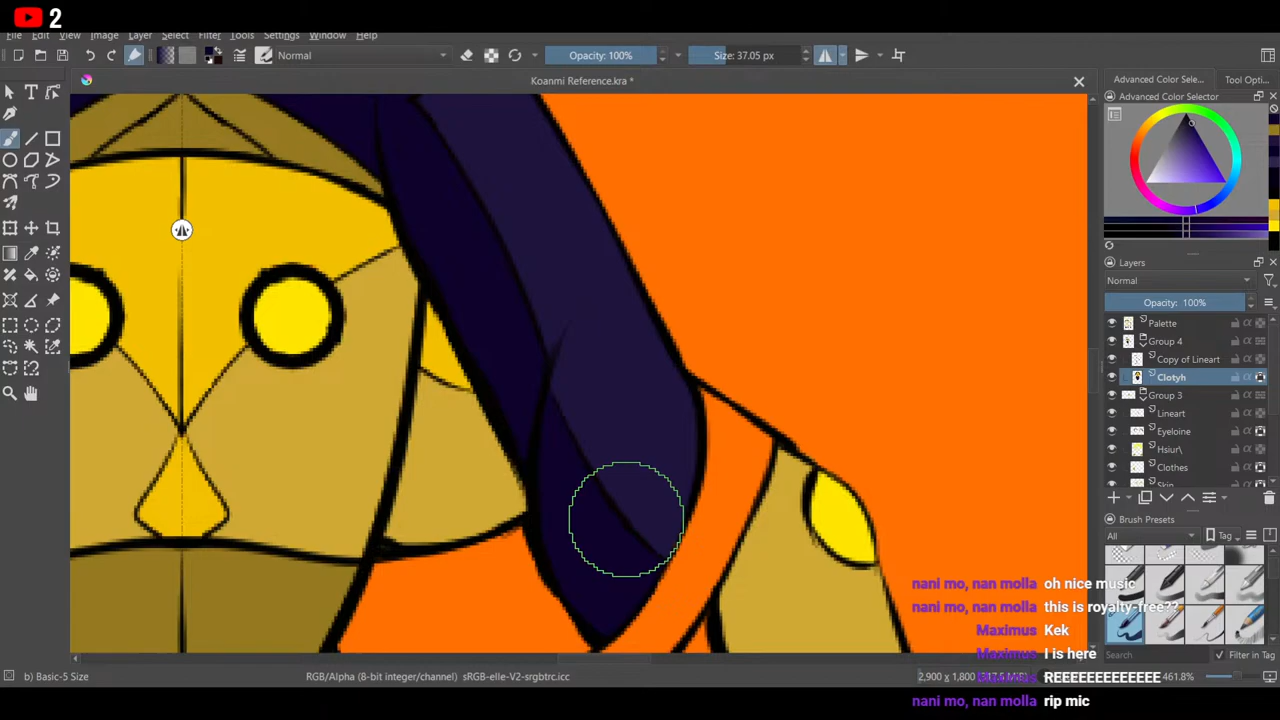 2
File Edit View Image Layer Select Filter Tools Settings Window Help
Normal
Opacity: 100%
Size: 37.05 px
Koanmi Reference.kra *
Advanced Color Sele...
Tool Opti...
Advanced Color Selector
Layers
Normal
Opacity: 100%
Palette
Group 4
Copy of Lineart
Clotyh
Group 3
Lineart
Eyeloine
Hsiur\
Clothes
Skin
Brush Presets
All
Tag
nani mo, nan molla oh nice music
nani mo, nan molla this is royalty-free??
Maximus Kek
Maximus I is here
Maximus REEEEEEEEEEEEE
nani mo, nan molla rip mic
Search
Filter in Tag
b) Basic-5 Size
RGB/Alpha (8-bit integer/channel) sRGB-elle-V2-srgbtrc.icc
2,900 x 1,800
461.8%